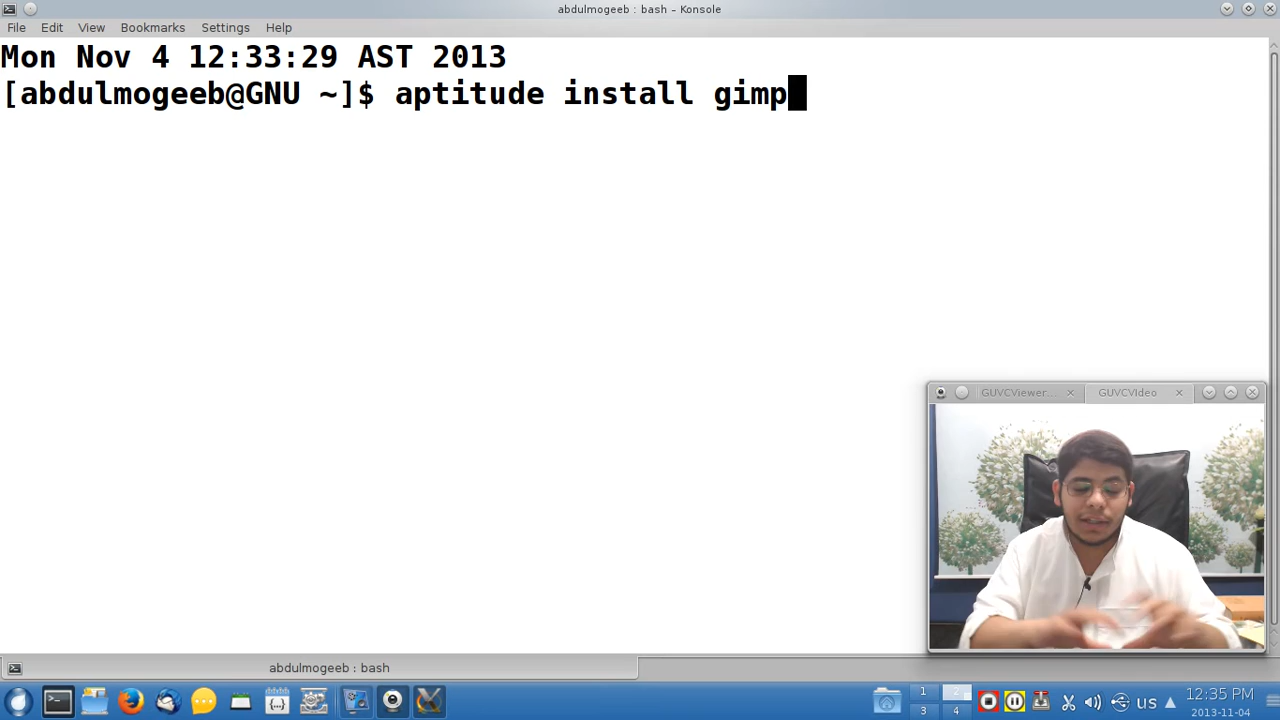 abdulmogeeb : bash – Konsole
File Edit View Bookmarks Settings Help
Mon Nov 4 12:33:29 AST 2013
[abdulmogeeb@GNU ~]$ aptitude install gimp
GUVCViewer... GUVCVIdeo
abdulmogeeb : bash
1 2
3 4
us
12:35 PM
2013-11-04